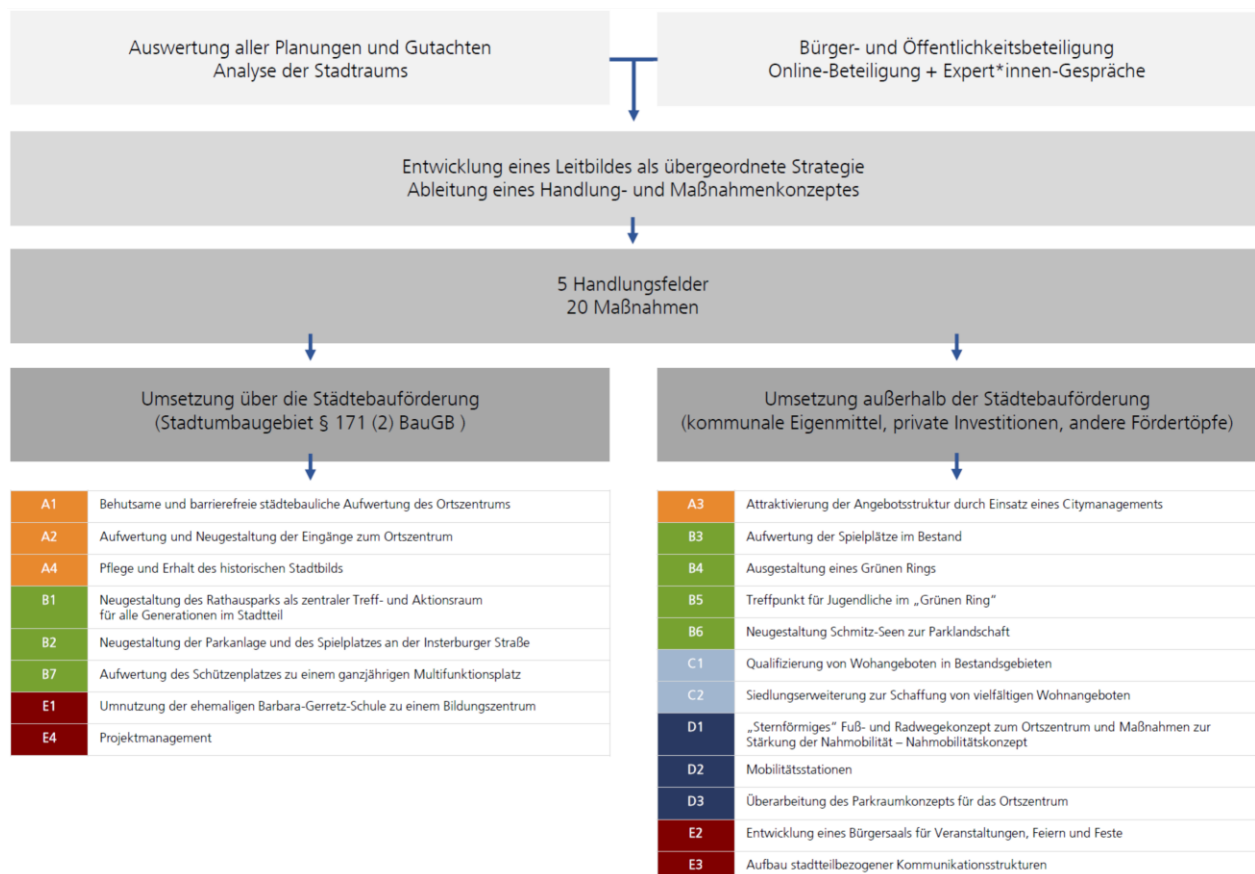 Auswertung aller Planungen und Gutachten
Analyse der Stadtraums
Bürger- und Öffentlichkeitsbeteiligung
Online-Beteiligung + Expert*innen-Gespräche
Entwicklung eines Leitbildes als übergeordnete Strategie
Ableitung eines Handlung- und Maßnahmenkonzeptes
5 Handlungsfelder
20 Maßnahmen
Umsetzung über die Städtebauförderung
(Stadtumbaugebiet § 171 (2) BauGB )
A1 Behutsame und barrierefreie städtebauliche Aufwertung des Ortszentrums
A2 Aufwertung und Neugestaltung der Eingänge zum Ortszentrum
A4 Pflege und Erhalt des historischen Stadtbilds
B1 Neugestaltung des Rathausparks als zentraler Treff- und Aktionsraum
für alle Generationen im Stadtteil
B2 Neugestaltung der Parkanlage und des Spielplatzes an der Insterburger Straße
B7 Aufwertung des Schützenplatzes zu einem ganzjährigen Multifunktionsplatz
E1 Umnutzung der ehemaligen Barbara-Gerretz-Schule zu einem Bildungszentrum
E4 Projektmanagement
Umsetzung außerhalb der Städtebauförderung
(kommunale Eigenmittel, private Investitionen, andere Fördertöpfe)
A3 Attraktivierung der Angebotsstruktur durch Einsatz eines Citymanagements
B3 Aufwertung der Spielplätze im Bestand
B4 Ausgestaltung eines Grünen Rings
B5 Treffpunkt für Jugendliche im „Grünen Ring“
B6 Neugestaltung Schmitz-Seen zur Parklandschaft
C1 Qualifizierung von Wohangeboten in Bestandsgebieten
C2 Siedlungserweiterung zur Schaffung von vielfältigen Wohnangeboten
D1 „Sternförmiges“ Fuß- und Radwegekonzept zum Ortszentrum und Maßnahmen zur
Stärkung der Nahmobilität – Nahmobilitätskonzept
D2 Mobilitätsstationen
D3 Überarbeitung des Parkraumkonzepts für das Ortszentrum
E2 Entwicklung eines Bürgersaals für Veranstaltungen, Feiern und Feste
E3 Aufbau stadtteilbezogener Kommunikationsstrukturen